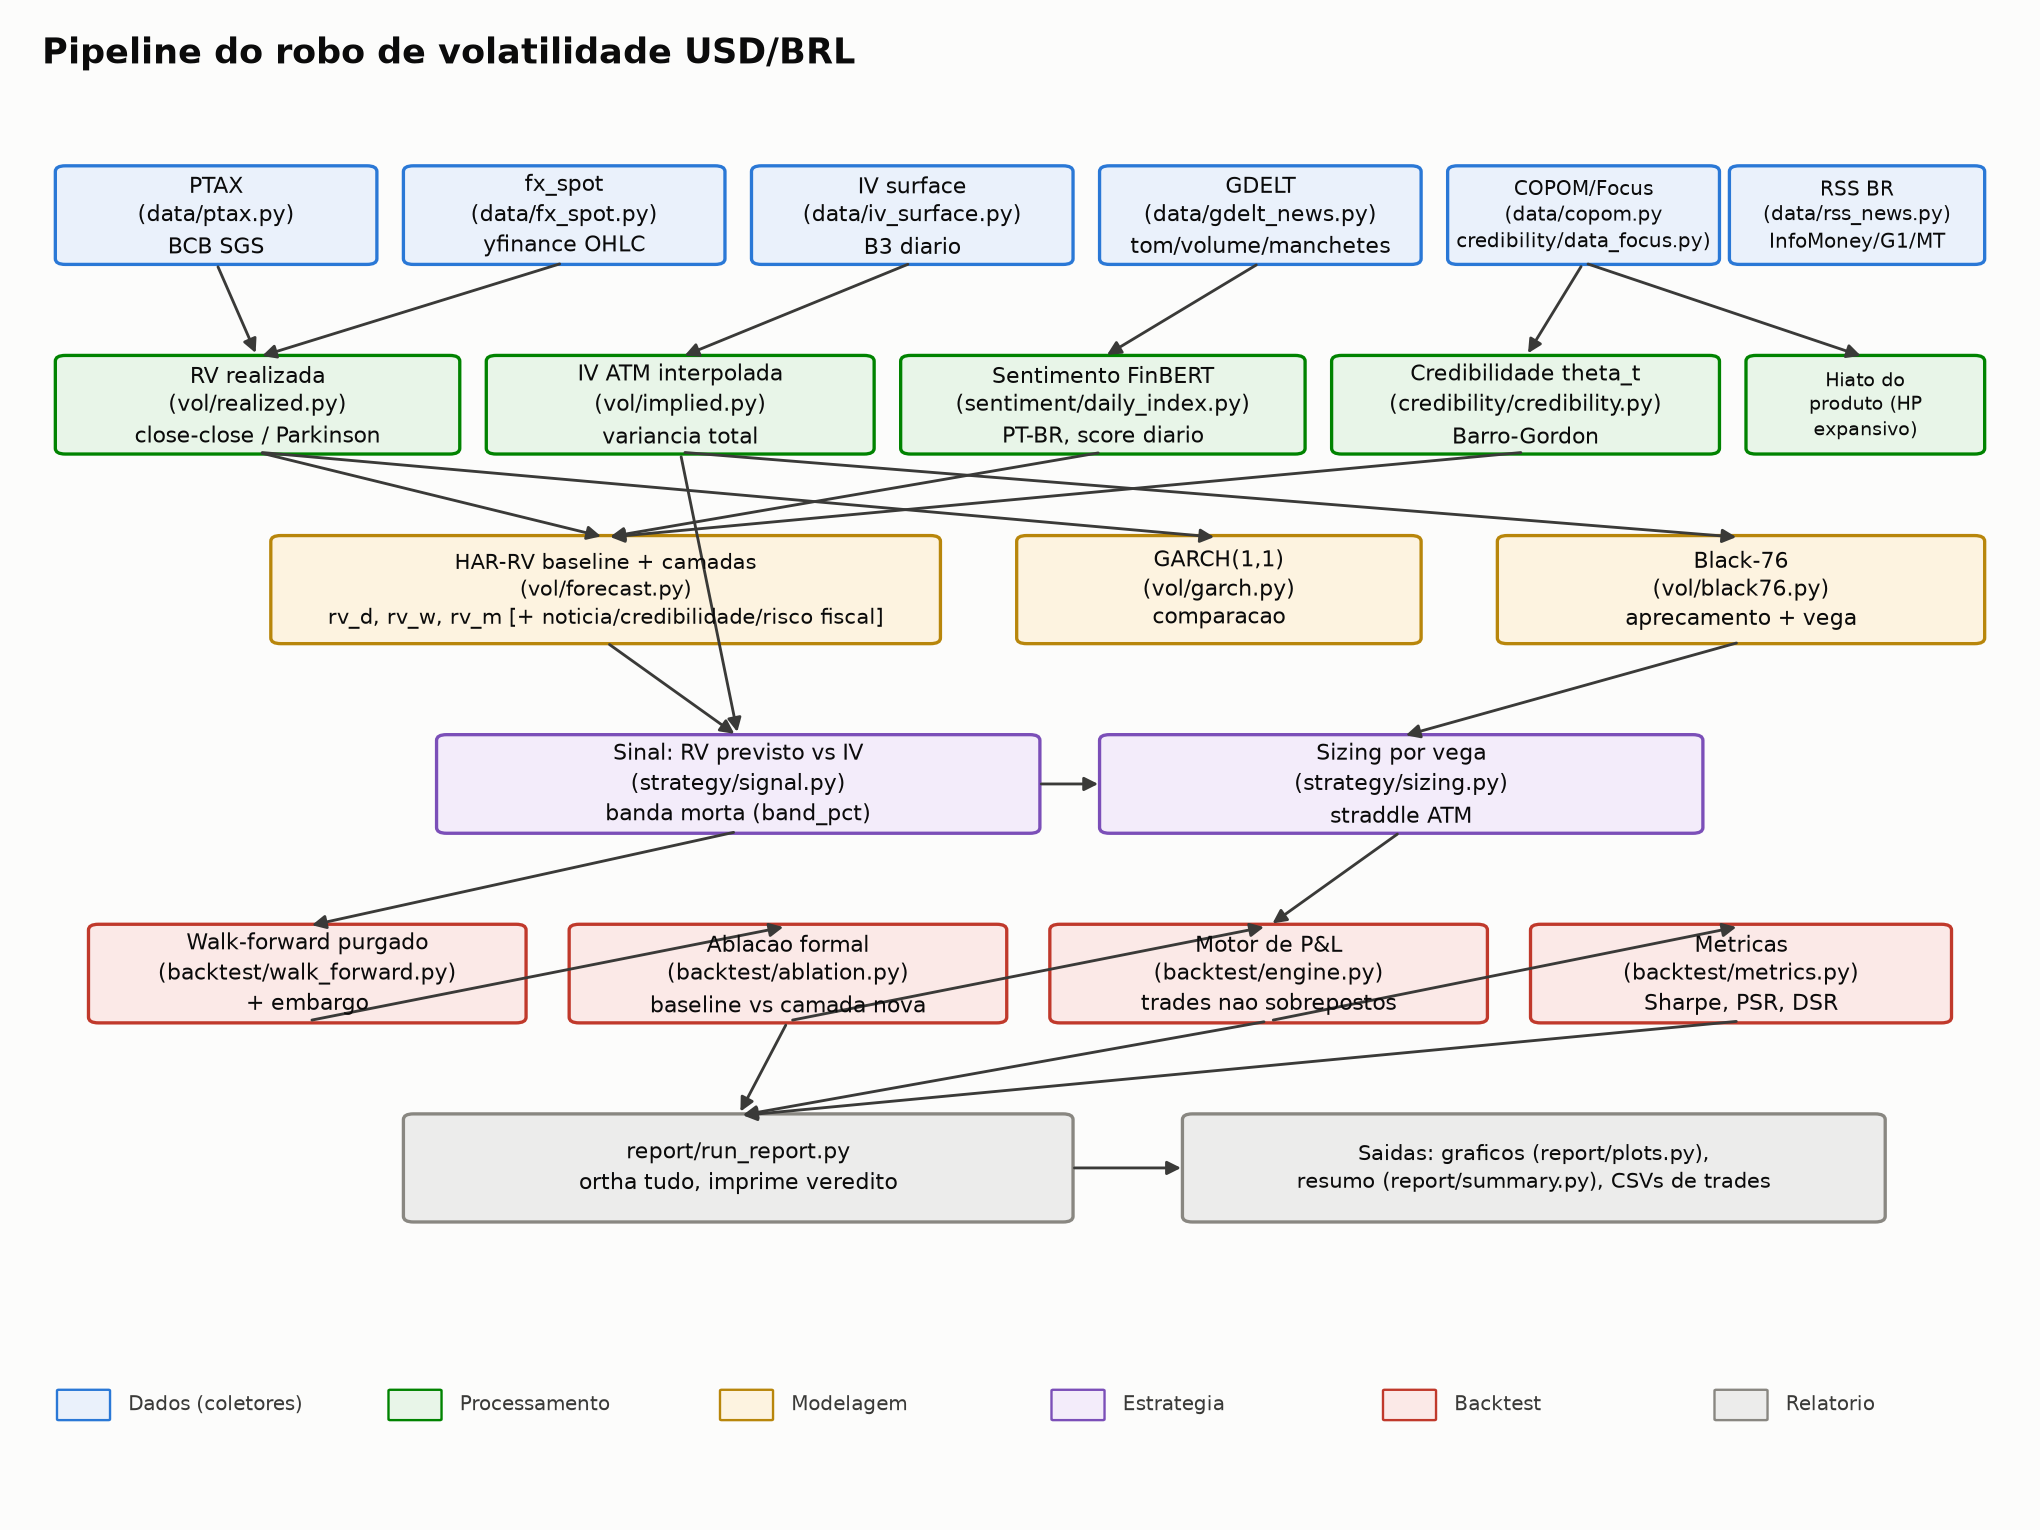 Pipeline do robo de volatilidade USD/BRL
PTAX
(data/ptax.py)
BCB SGS
fx_spot
(data/fx_spot.py)
yfinance OHLC
IV surface
(data/iv_surface.py)
B3 diario
GDELT
(data/gdelt_news.py)
tom/volume/manchetes
COPOM/Focus
(data/copom.py
credibility/data_focus.py)
RSS BR
(data/rss_news.py)
InfoMoney/G1/MT
RV realizada
(vol/realized.py)
close-close / Parkinson
IV ATM interpolada
(vol/implied.py)
variancia total
Sentimento FinBERT
(sentiment/daily_index.py)
PT-BR, score diario
Credibilidade theta_t
(credibility/credibility.py)
Barro-Gordon
Hiato do
produto (HP
expansivo)
HAR-RV baseline + camadas
(vol/forecast.py)
rv_d, rv_w, rv_m [+ noticia/credibilidade/risco fiscal]
GARCH(1,1)
(vol/garch.py)
comparacao
Black-76
(vol/black76.py)
aprecamento + vega
Sinal: RV previsto vs IV
(strategy/signal.py)
banda morta (band_pct)
Sizing por vega
(strategy/sizing.py)
straddle ATM
Walk-forward purgado
(backtest/walk_forward.py)
+ embargo
Ablacao formal
(backtest/ablation.py)
baseline vs camada nova
Motor de P&L
(backtest/engine.py)
trades nao sobrepostos
Metricas
(backtest/metrics.py)
Sharpe, PSR, DSR
report/run_report.py
ortha tudo, imprime veredito
Saidas: graficos (report/plots.py),
resumo (report/summary.py), CSVs de trades
Dados (coletores)
Processamento
Modelagem
Estrategia
Backtest
Relatorio